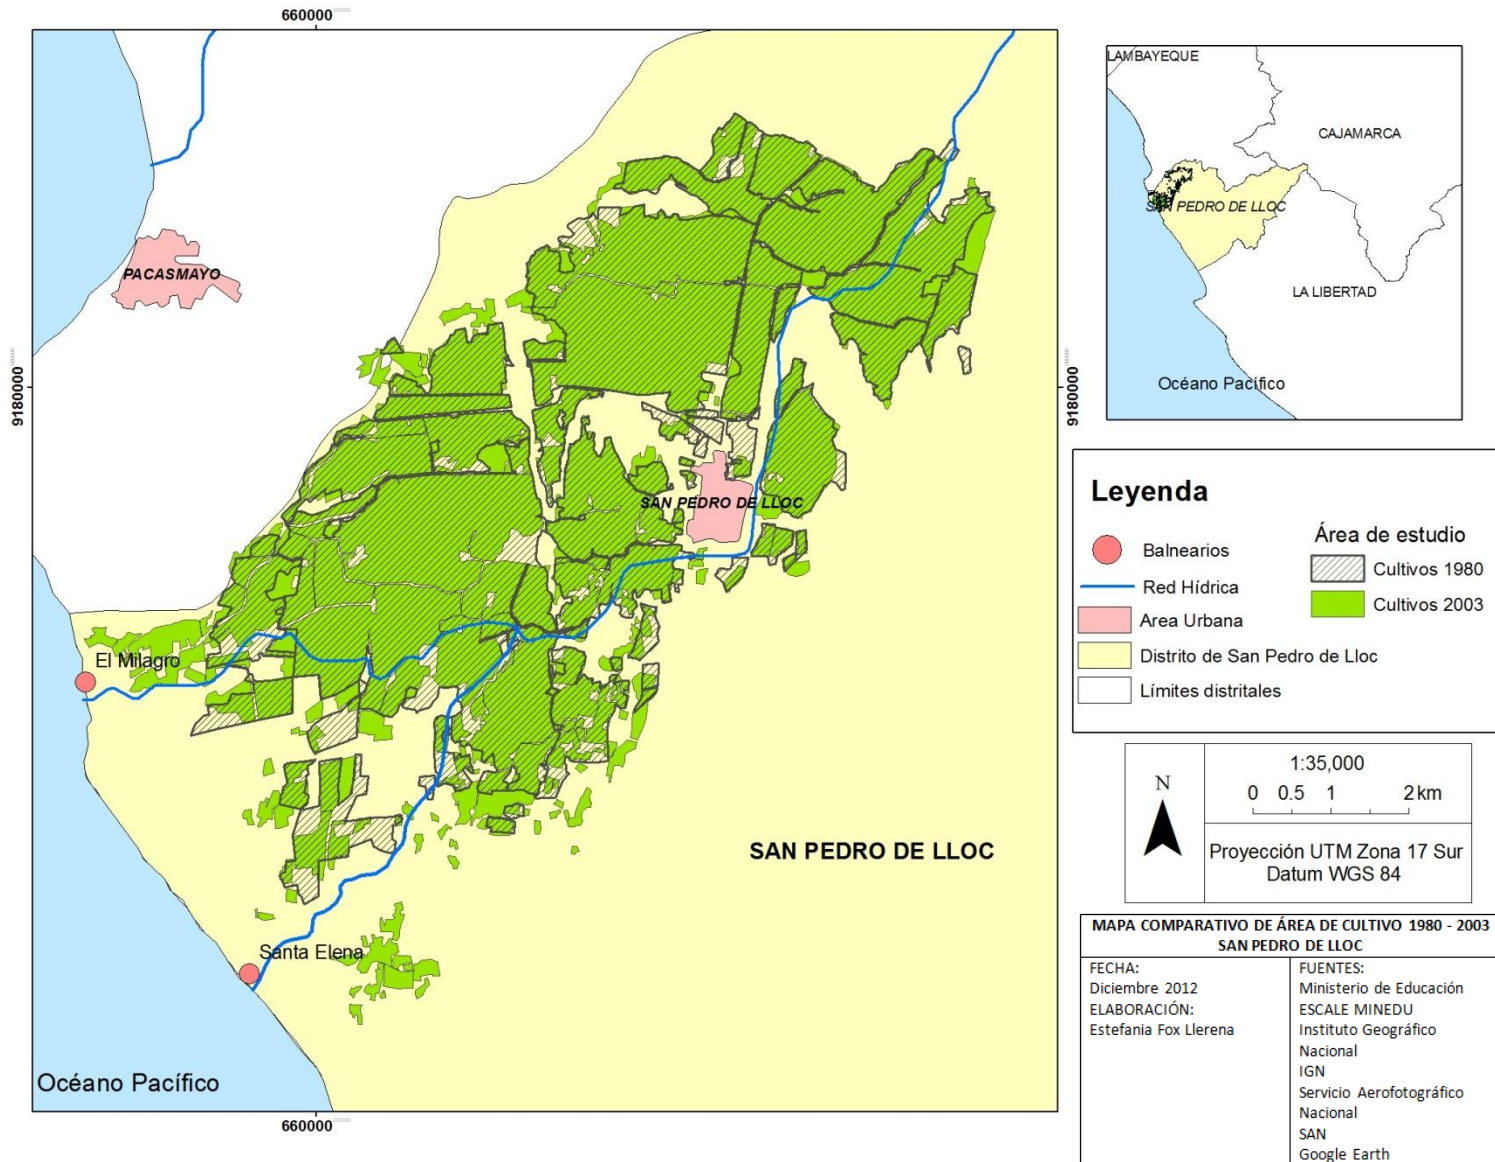 660000
9180000
9180000
660000
PACASMAYO
SAN PEDRO DE LLOC
El Milagro
SAN PEDRO DE LLOC
Santa Elena
Océano Pacífico
LAMBAYEQUE
CAJAMARCA
SAN PEDRO DE LLOC
LA LIBERTAD
Océano Pacífico
Leyenda
Balnearios
Red Hídrica
Area Urbana
Distrito de San Pedro de Lloc
Límites distritales
Área de estudio
Cultivos 1980
Cultivos 2003
N
1:35,000
0 0.5 1 2 km
Proyección UTM Zona 17 Sur
Datum WGS 84
MAPA COMPARATIVO DE ÁREA DE CULTIVO 1980 - 2003
SAN PEDRO DE LLOC
FECHA:
Diciembre 2012
ELABORACIÓN:
Estefania Fox Llerena
FUENTES:
Ministerio de Educación
ESCALE MINEDU
Instituto Geográfico
Nacional
IGN
Servicio Aerofotográfico
Nacional
SAN
Google Earth